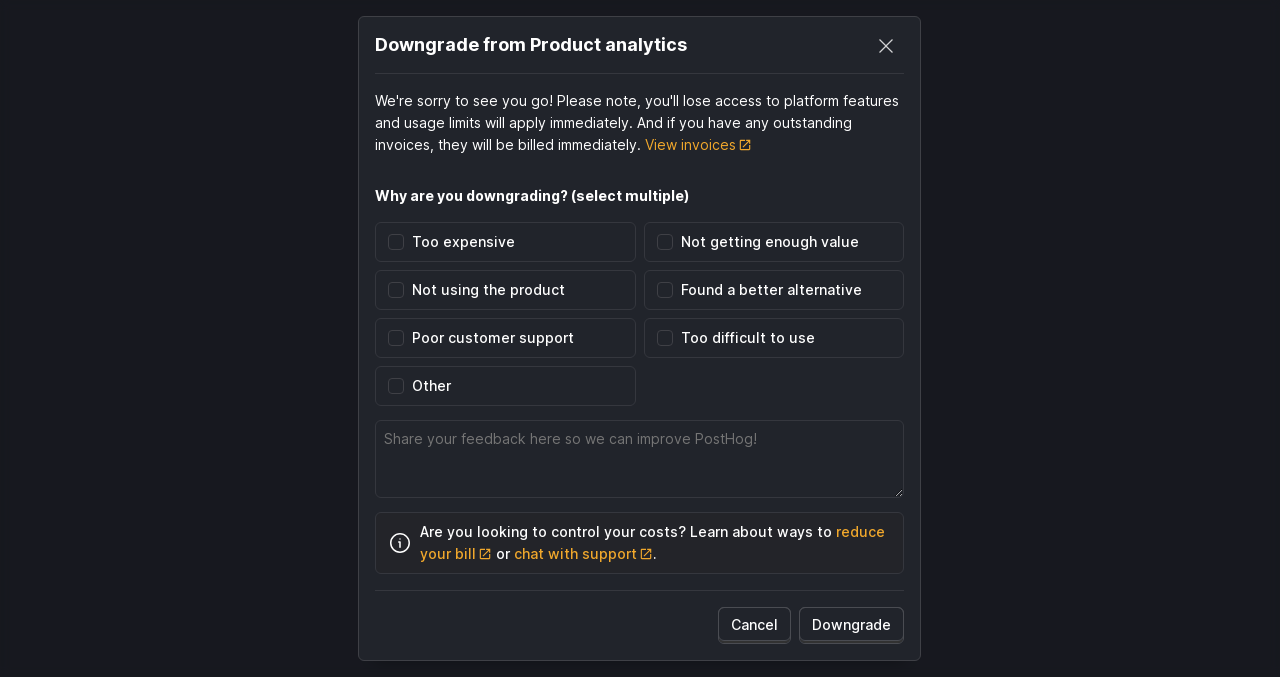 Downgrade from Product analytics
We're sorry to see you go! Please note, you'll lose access to platform features
and usage limits will apply immediately. And if you have any outstanding
invoices, they will be billed immediately. View invoices
Why are you downgrading? (select multiple)
Too expensive
Not getting enough value
Not using the product
Found a better alternative
Poor customer support
Too difficult to use
Other
Share your feedback here so we can improve PostHog!
Are you looking to control your costs? Learn about ways to reduce
your bill or chat with support.
Cancel
Downgrade